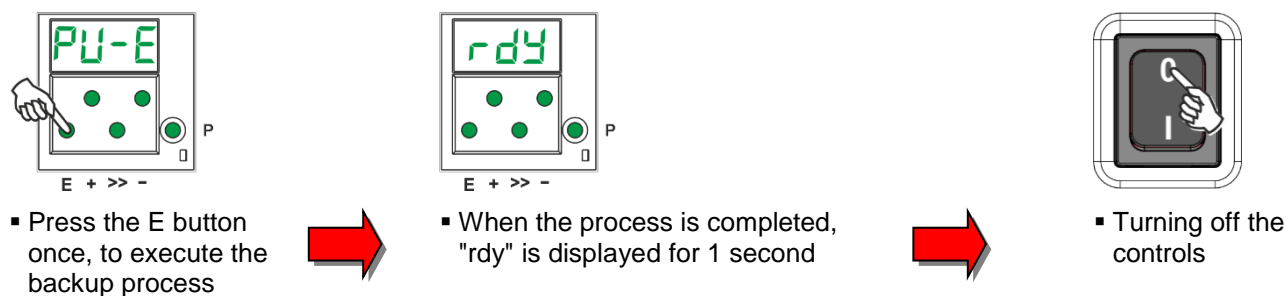 PU-E
P
E + >> -
▪ Press the E button
once, to execute the
backup process
rdY
P
E + >> -
▪ When the process is completed,
"rdy" is displayed for 1 second
0
I
▪ Turning off the
controls